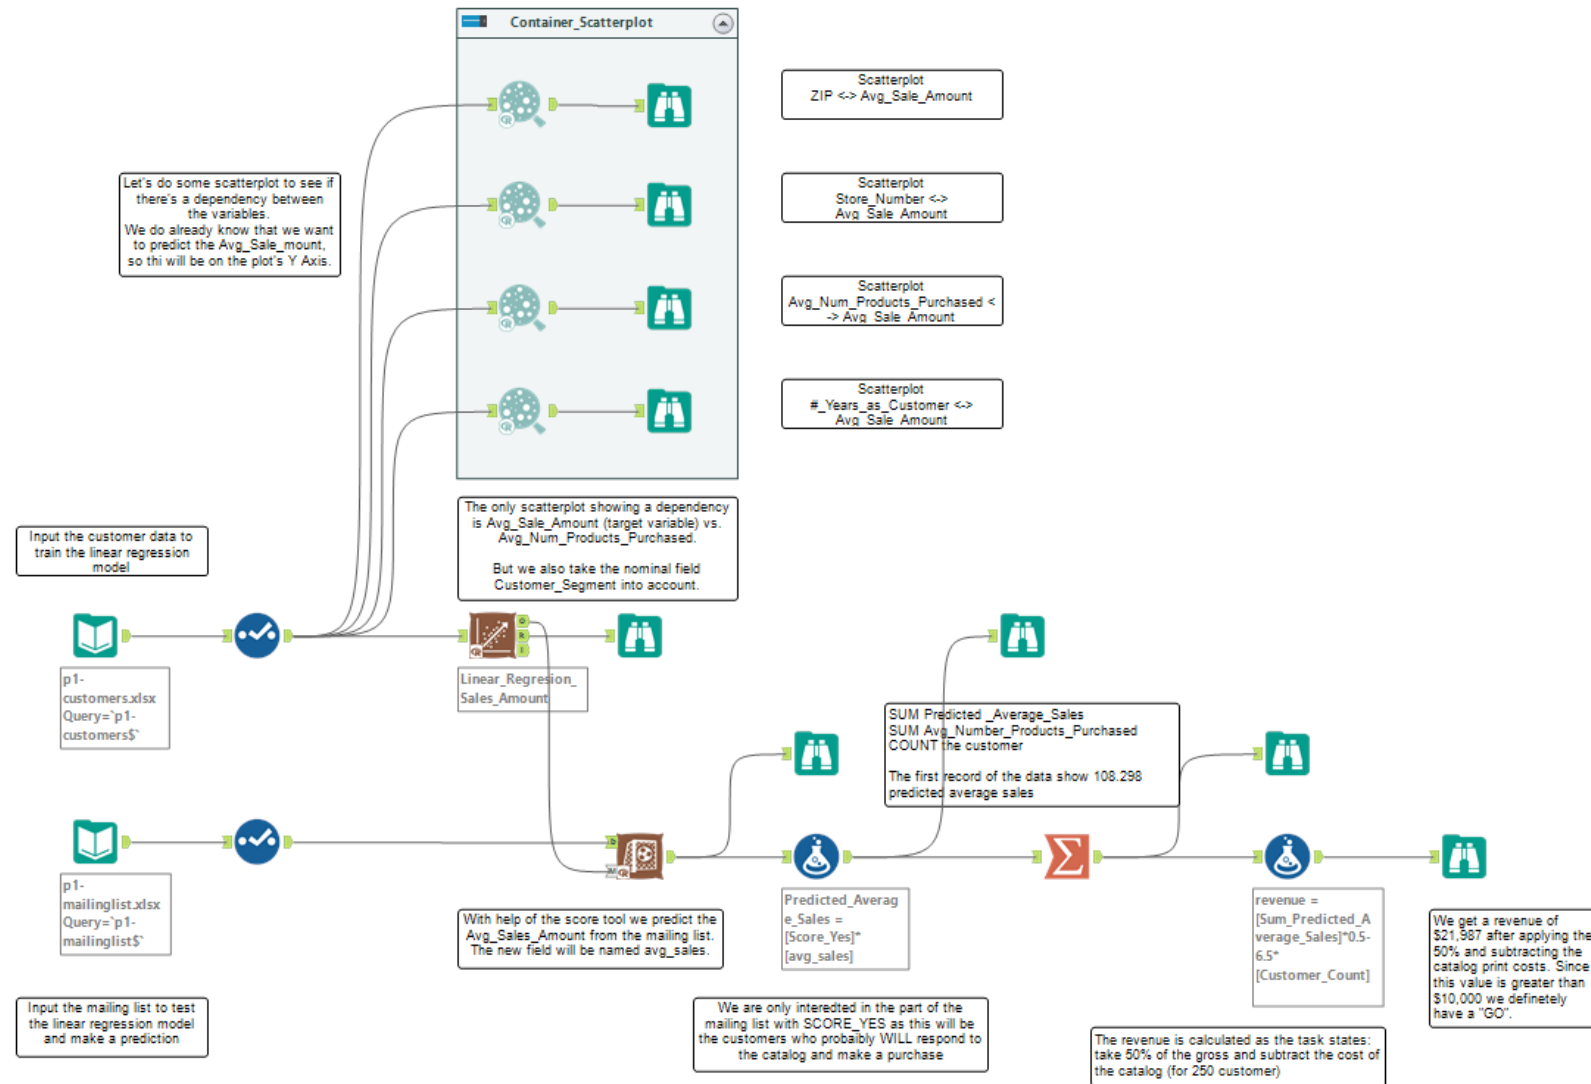 Container_Scatterplot
Scatterplot
ZIP <-> Avg_Sale_Amount
Let's do some scatterplot to see if
there's a dependency between
the variables.
We do already know that we want
to predict the Avg_Sale_mount,
so thi will be on the plot's Y Axis.
Scatterplot
Store_Number <->
Avg_Sale_Amount
Scatterplot
Avg_Num_Products_Purchased <
-> Avg_Sale_Amount
Scatterplot
#_Years_as_Customer <->
Avg_Sale_Amount
The only scatterplot showing a dependency
is Avg_Sale_Amount (target variable) vs.
Avg_Num_Products_Purchased.
But we also take the nominal field
Customer_Segment into account.
Input the customer data to
train the linear regression
model
O
R
I
p1-
customers.xlsx
Query=`p1-
customers$`
Linear_Regresion_
Sales_Amount
SUM Predicted _Average_Sales
SUM Avg_Number_Products_Purchased
COUNT the customer
The first record of the data show 108.298
predicted average sales
D
M
p1-
mailinglist.xlsx
Query=`p1-
mailinglist$`
With help of the score tool we predict the
Avg_Sales_Amount from the mailing list.
The new field will be named avg_sales.
Predicted_Averag
e_Sales =
[Score_Yes]*
[avg_sales]
revenue =
[Sum_Predicted_A
verage_Sales]*0.5-
6.5*
[Customer_Count]
We get a revenue of
$21,987 after applying the
50% and subtracting the
catalog print costs. Since
this value is greater than
$10,000 we definetely
have a "GO".
Input the mailing list to test
the linear regression model
and make a prediction
We are only interedted in the part of the
mailing list with SCORE_YES as this will be
the customers who probaibly WILL respond to
the catalog and make a purchase
The revenue is calculated as the task states:
take 50% of the gross and subtract the cost of
the catalog (for 250 customer)